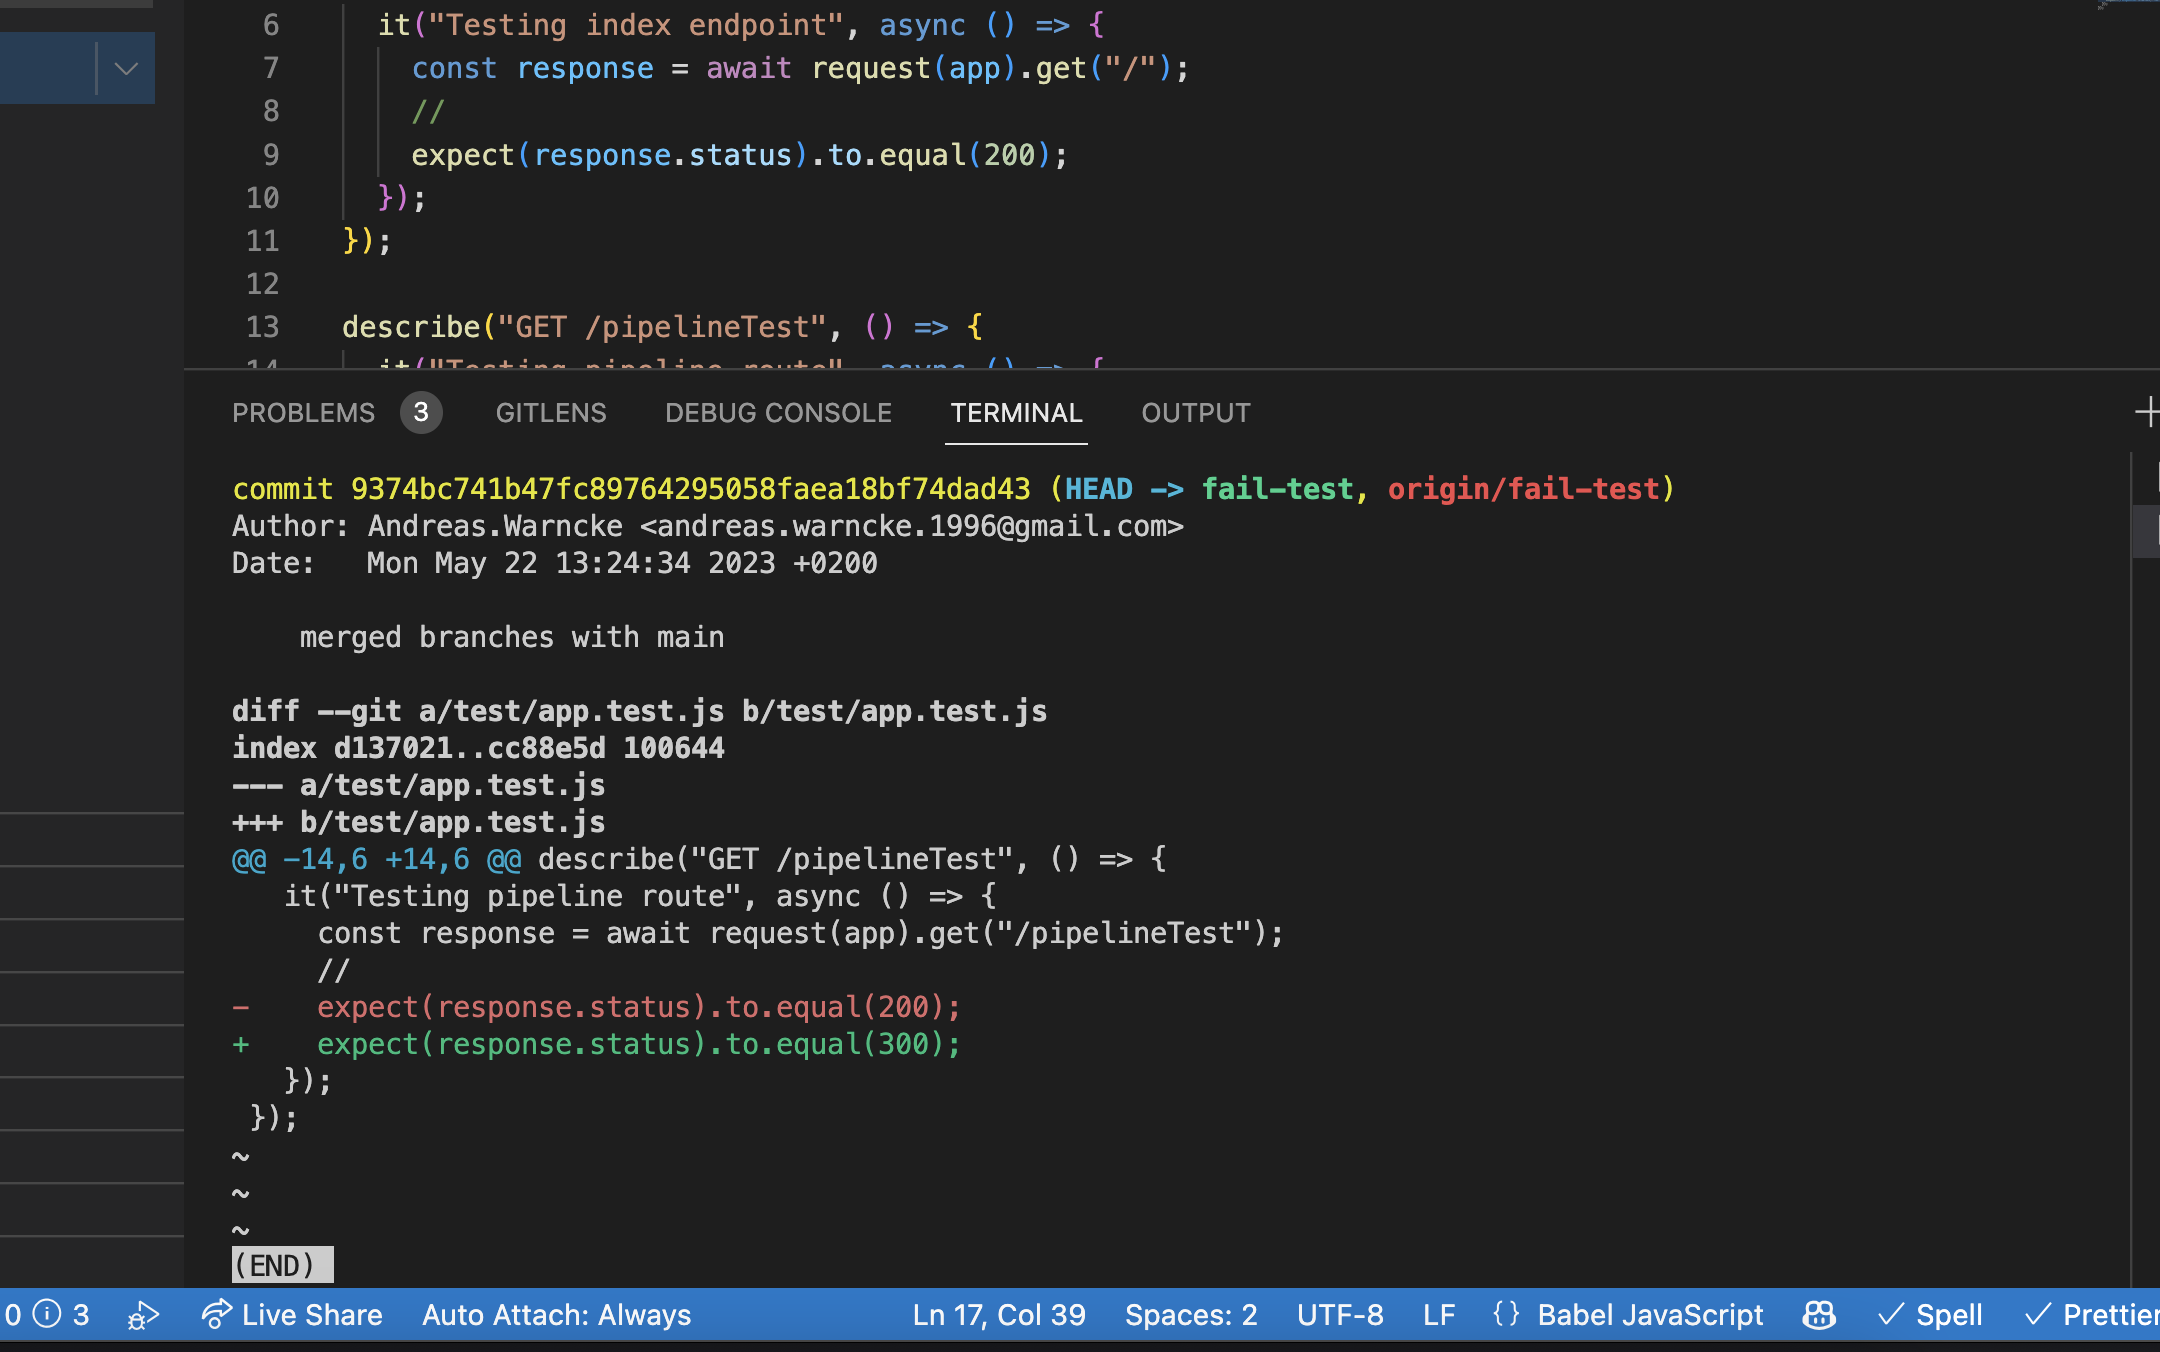 6 it("Testing index endpoint", async () => {
7 const response = await request(app).get("/");
8 //
9 expect(response.status).to.equal(200);
10 });
11 });
12
13 describe("GET /pipelineTest", () => {
14 it("Testing pipeline route", async () => {
PROBLEMS 3 GITLENS DEBUG CONSOLE TERMINAL OUTPUT
commit 9374bc741b47fc89764295058faea18bf74dad43 (HEAD -> fail-test, origin/fail-test)
Author: Andreas.Warncke <andreas.warncke.1996@gmail.com>
Date:   Mon May 22 13:24:34 2023 +0200
merged branches with main
diff --git a/test/app.test.js b/test/app.test.js
index d137021..cc88e5d 100644
--- a/test/app.test.js
+++ b/test/app.test.js
@@ -14,6 +14,6 @@ describe("GET /pipelineTest", () => {
it("Testing pipeline route", async () => {
const response = await request(app).get("/pipelineTest");
//
-     expect(response.status).to.equal(200);
+     expect(response.status).to.equal(300);
});
});
~
~
~
(END)
0 3 Live Share Auto Attach: Always Ln 17, Col 39 Spaces: 2 UTF-8 LF {} Babel JavaScript Spell Prettier